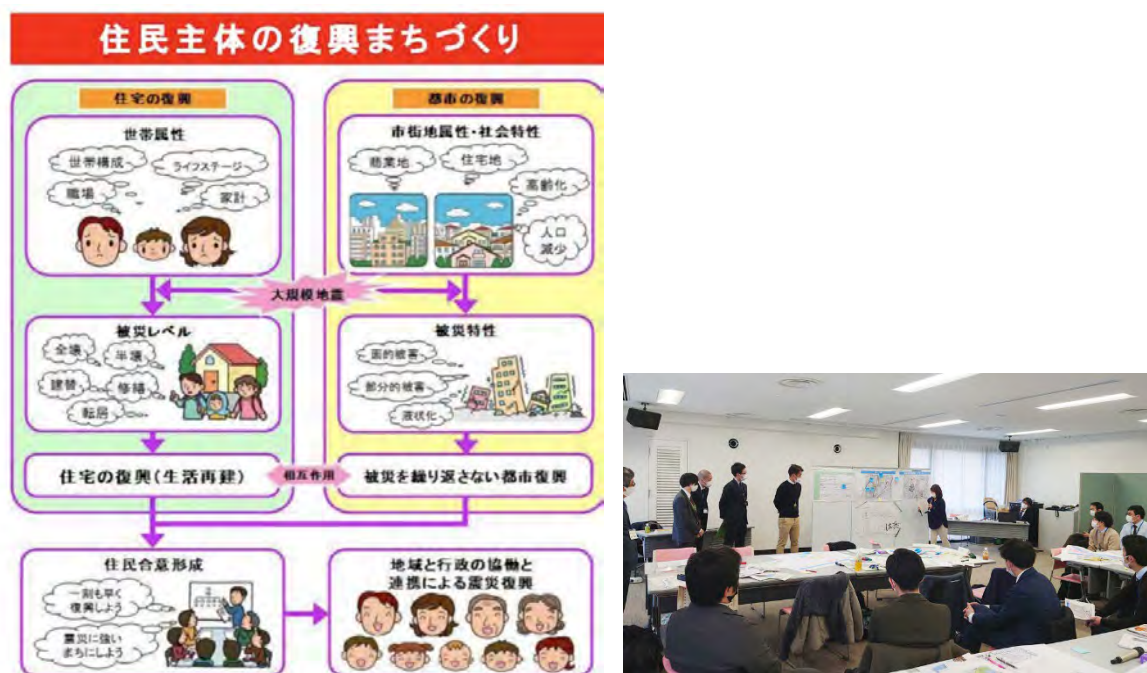 住民主体の復興まちづくり
住宅の復興
世帯属性
世帯構成
ライフステージ
職場
家計
都市の復興
市街地属性・社会特性
商業地
住宅地
高齢化
人口
減少
大規模地震
被災レベル
全壊
半壊
建替
修繕
転居
被災特性
面的被害
部分的被害
液状化
住宅の復興(生活再建)
相互作用
被災を繰り返さない都市復興
住民合意形成
一刻も早く
復興しよう
震災に強い
まちにしよう
地域と行政の協働と
連携による震災復興